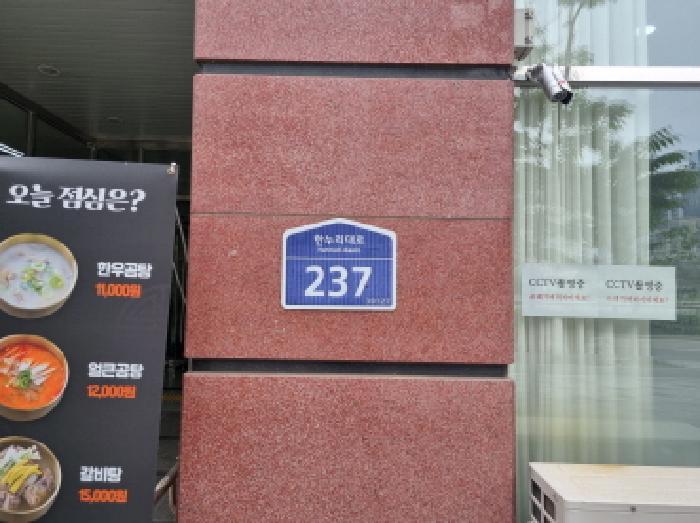 오늘 점심은?
한우곰탕
11,000원
얼큰곰탕
12,000원
갈비탕
15,000원
한누리대로
Hannuri-daero
237
CCTV촬영중
CCTV촬영중